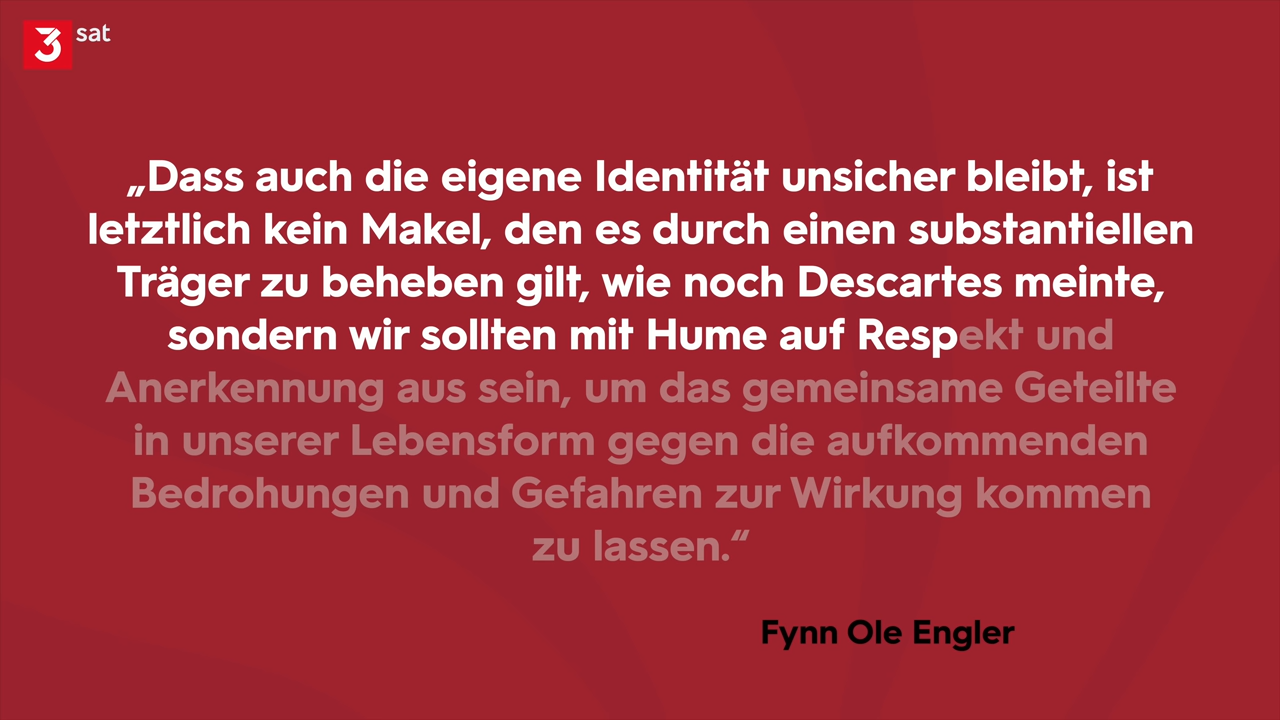 3 sat
„Dass auch die eigene Identität unsicher bleibt, ist
letztlich kein Makel, den es durch einen substantiellen
Träger zu beheben gilt, wie noch Descartes meinte,
sondern wir sollten mit Hume auf Respekt und
Anerkennung aus sein, um das gemeinsame Geteilte
in unserer Lebensform gegen die aufkommenden
Bedrohungen und Gefahren zur Wirkung kommen
zu lassen.“
Fynn Ole Engler